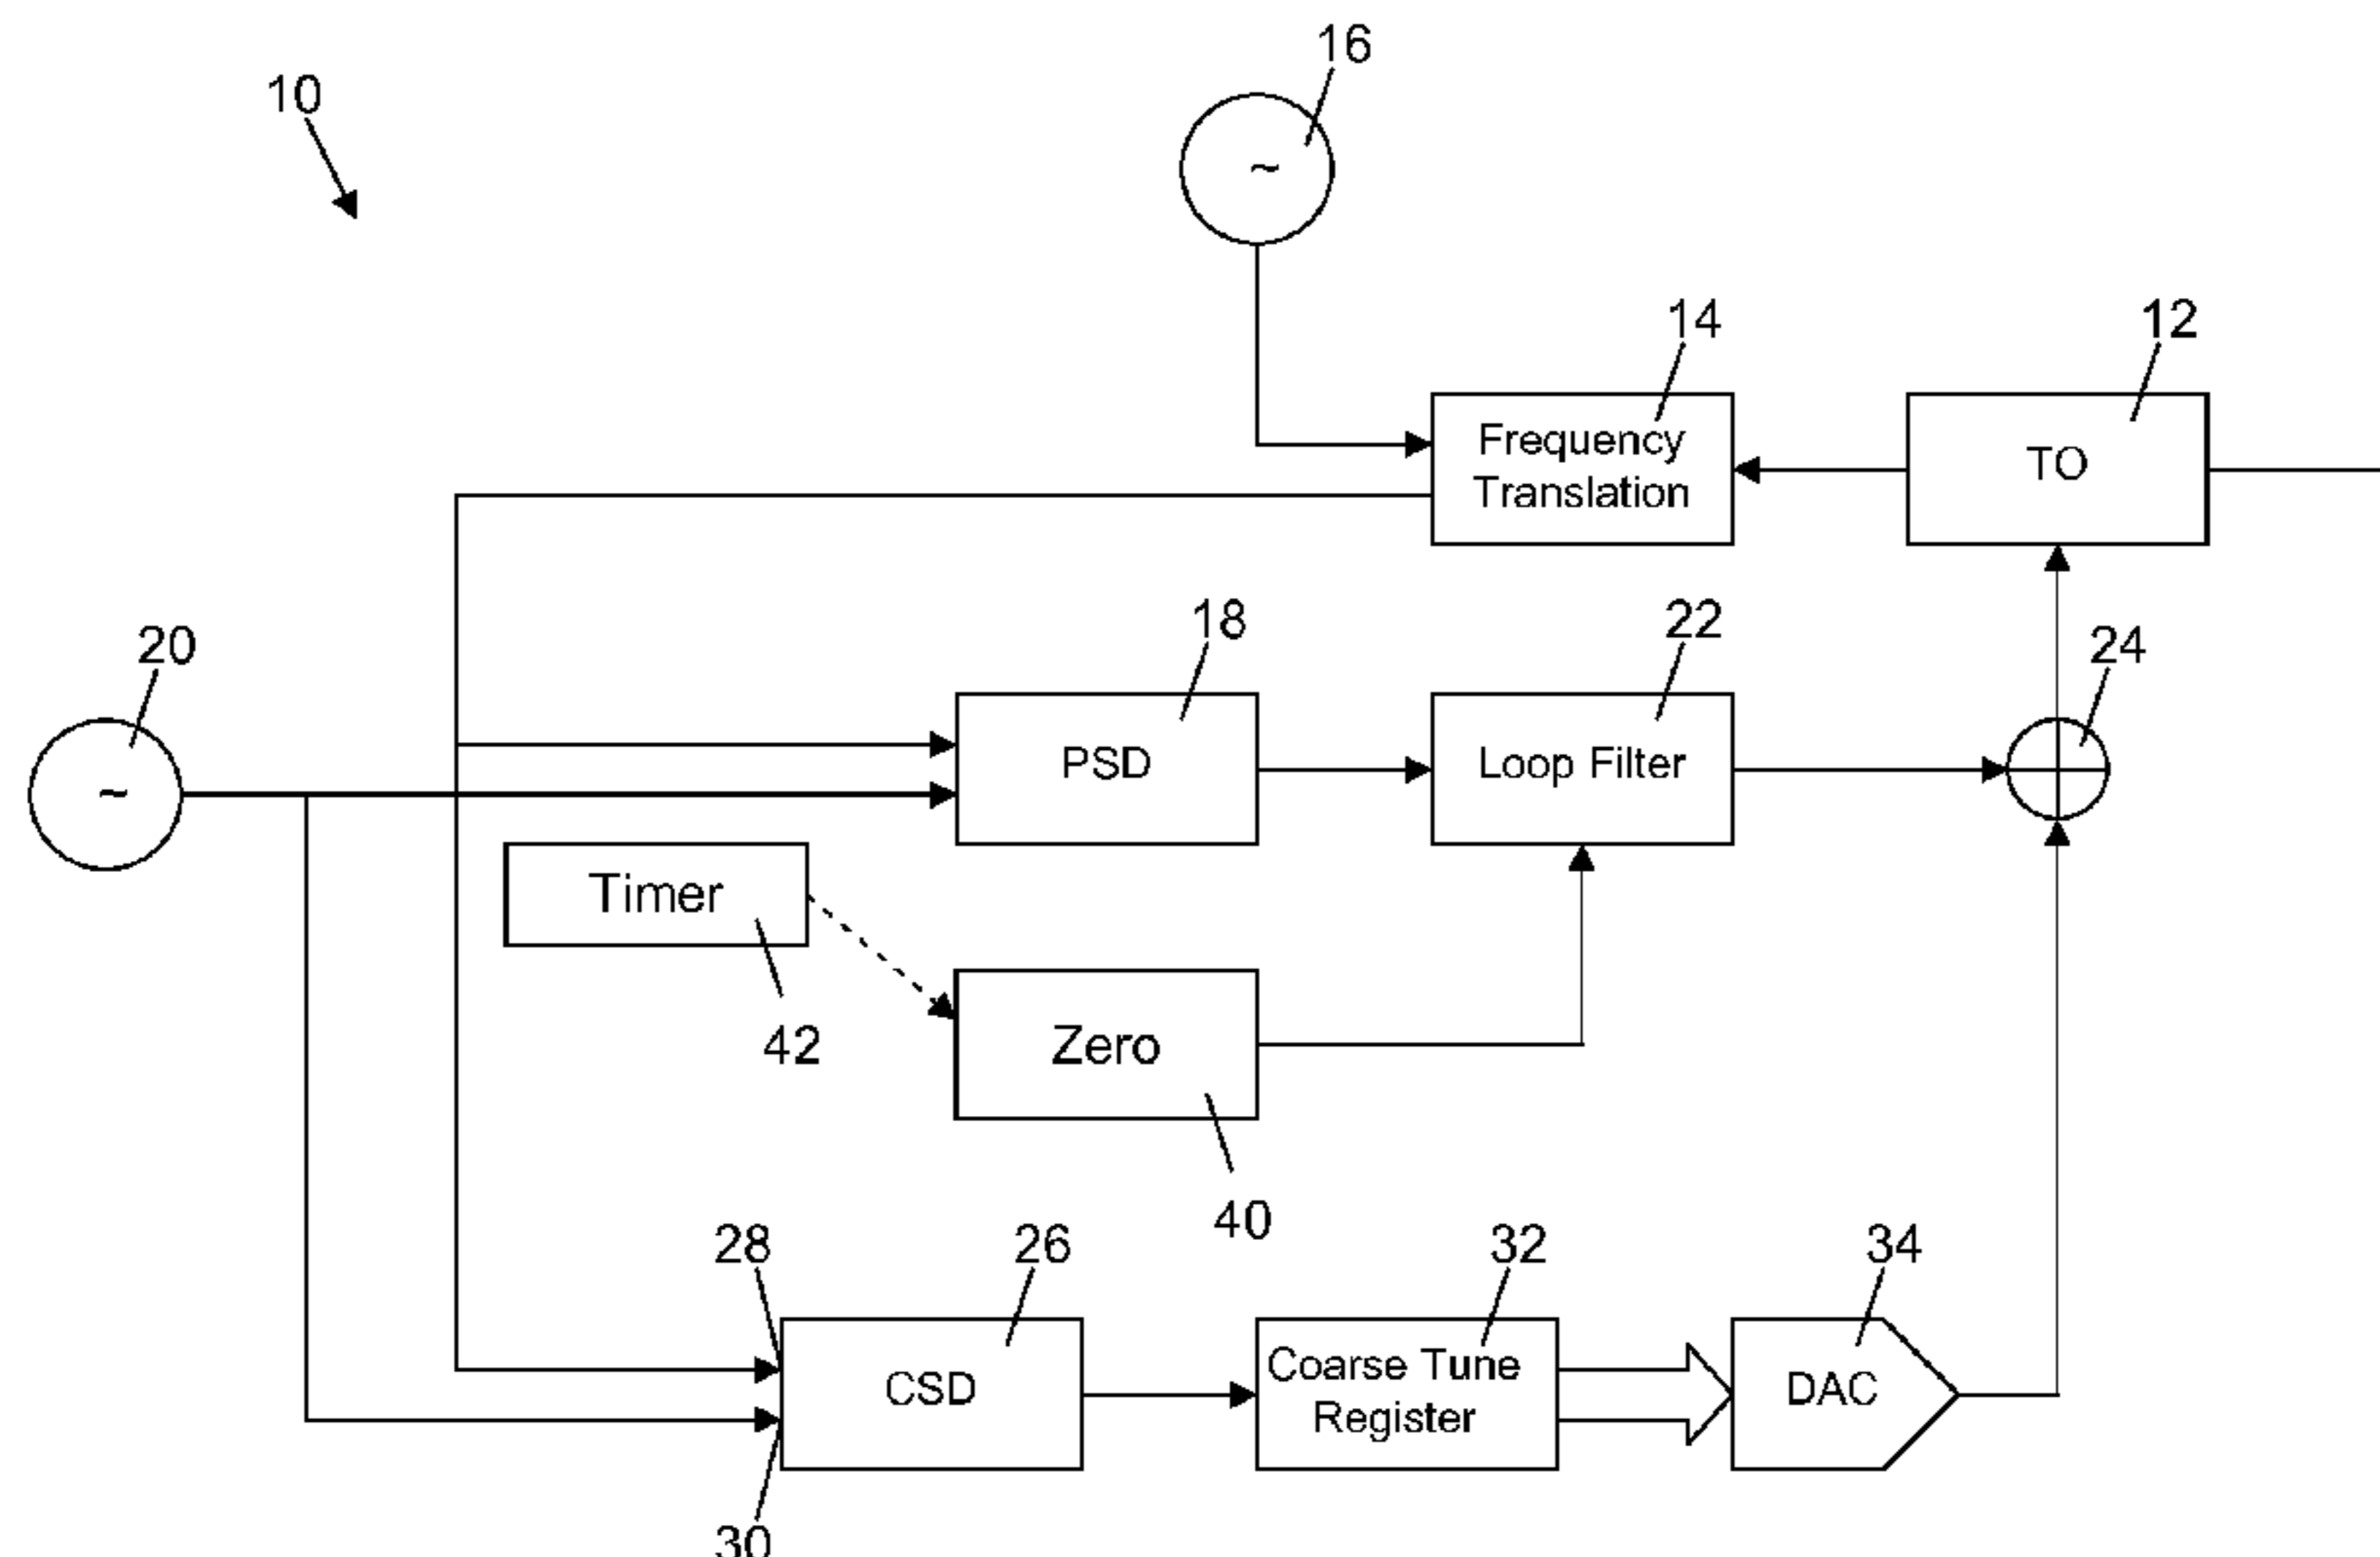 16
10
~
14
12
Frequency
Translation
TO
20
18
22
24
~
PSD
Loop Filter
Timer
42
Zero
40
28
26
32
34
CSD
Coarse Tune
Register
DAC
30